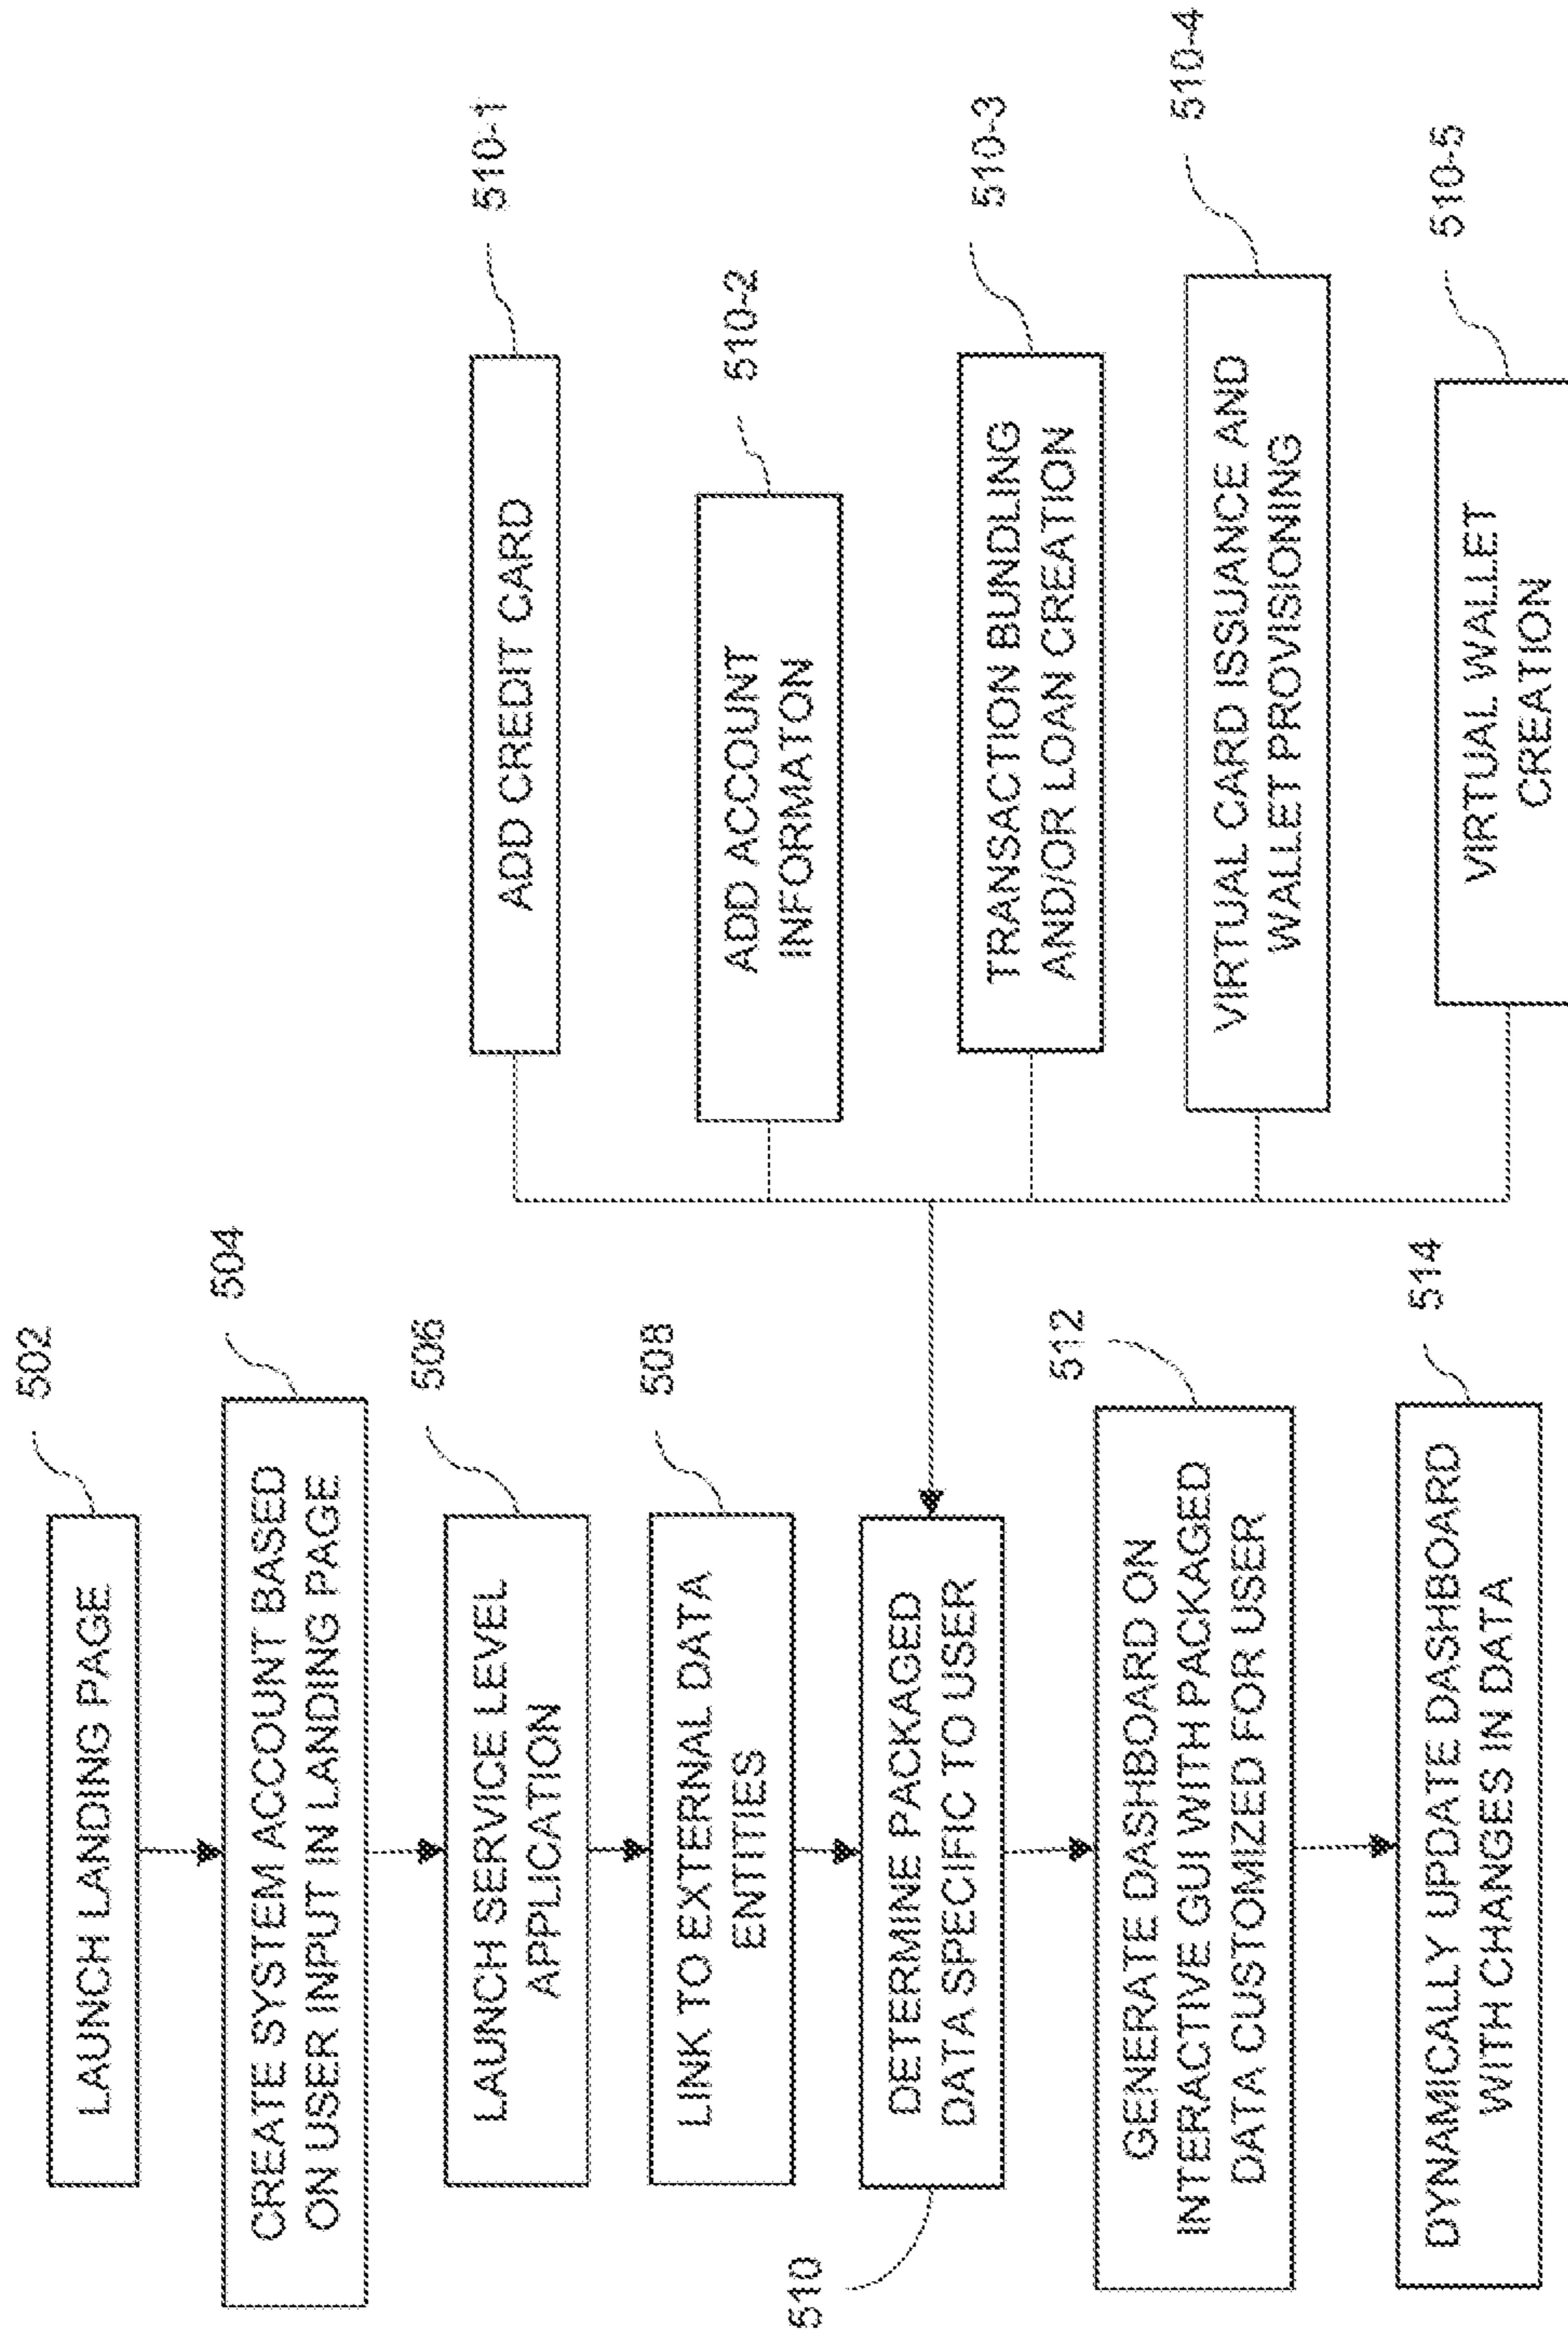 502
LAUNCH LANDING PAGE
504
CREATE SYSTEM ACCOUNT BASED
ON USER INPUT IN LANDING PAGE
506
LAUNCH SERVICE LEVEL
APPLICATION
508
LINK TO EXTERNAL DATA
ENTITIES
510
DETERMINE PACKAGED
DATA SPECIFIC TO USER
512
GENERATE DASHBOARD ON
INTERACTIVE GUI WITH PACKAGED
DATA CUSTOMIZED FOR USER
514
DYNAMICALLY UPDATE DASHBOARD
WITH CHANGES IN DATA
510-1
ADD CREDIT CARD
510-2
ADD ACCOUNT
INFORMATON
510-3
TRANSACTION BUNDLING
AND/OR LOAN CREATION
510-4
VIRTUAL CARD ISSUANCE AND
WALLET PROVISIONING
510-5
VIRTUAL WALLET
CREATION